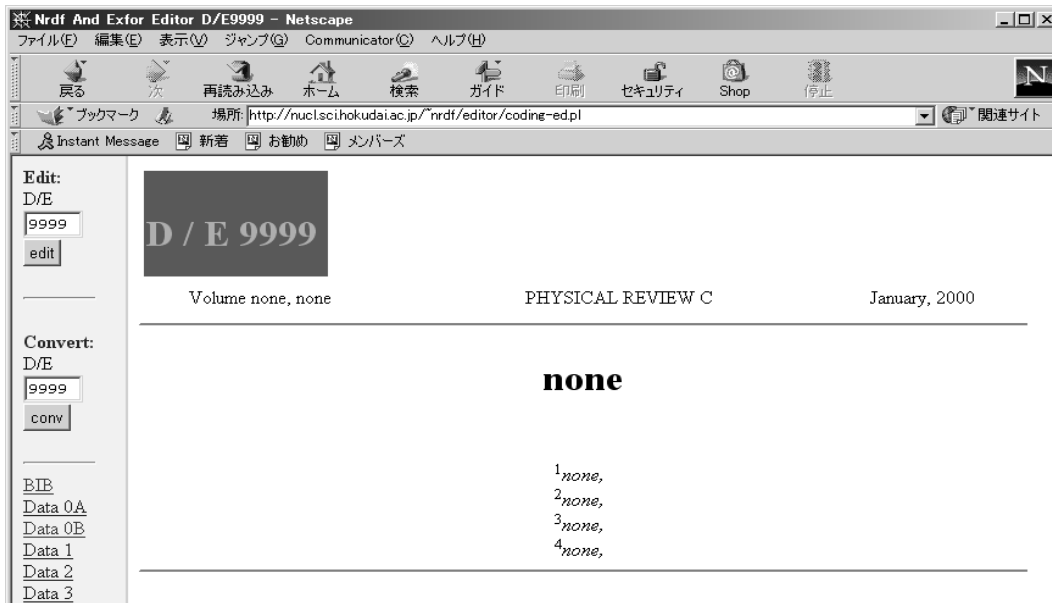 Nrdf And Exfor Editor D/E9999 - Netscape
ファイル(F) 編集(E) 表示(V) ジャンプ(G) Communicator(C) ヘルプ(H)
戻る 次 再読み込み ホーム 検索 ガイド 印刷 セキュリティ Shop 停止 N
ブックマーク 場所: http://nucl.sci.hokudai.ac.jp/~nrdf/editor/coding-ed.pl 関連サイト
Instant Message 新着 お勧め メンバーズ
Edit:
D/E
9999
edit
Convert:
D/E
9999
conv
BIB
Data 0A
Data 0B
Data 1
Data 2
Data 3
D / E 9999
Volume none, none PHYSICAL REVIEW C January, 2000
none
1none,
2none,
3none,
4none,